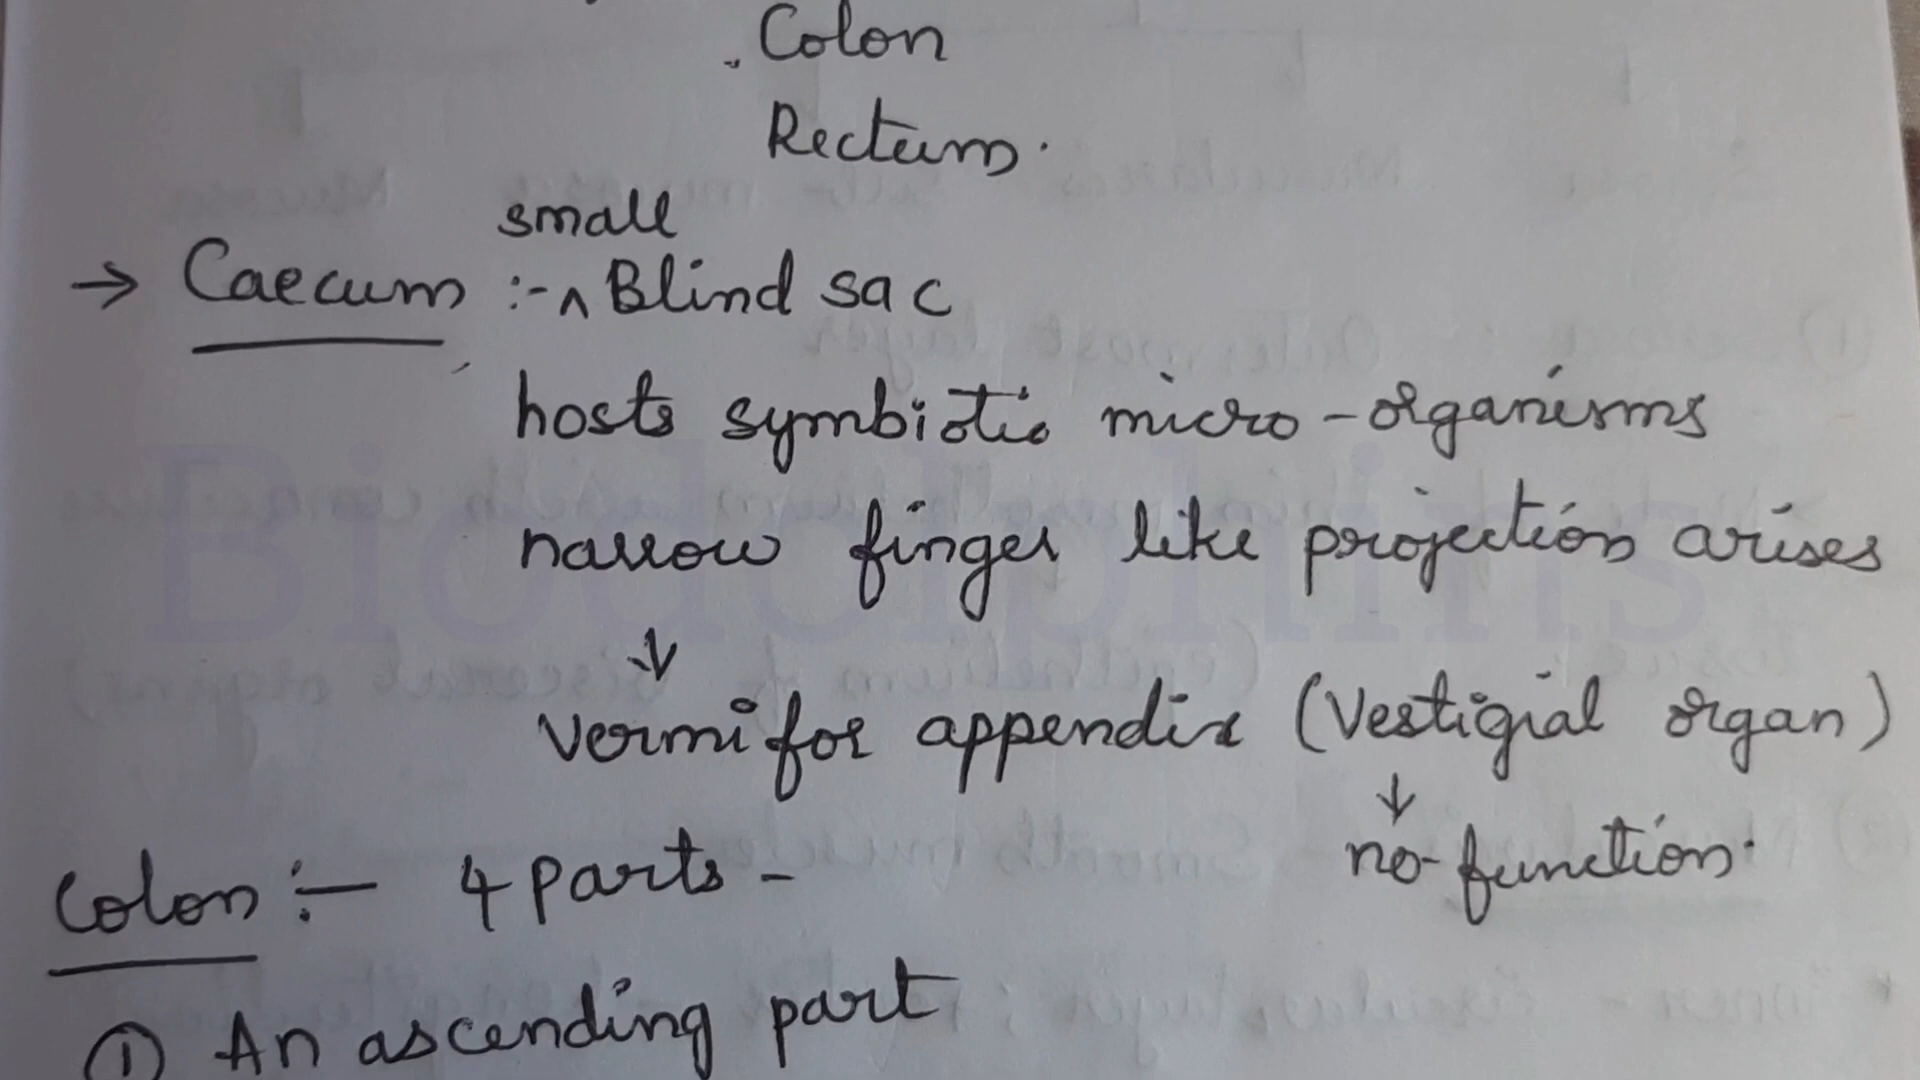 Colon
Rectum.
small
→ Caecum :- ^ Blind sac
hosts symbiotic micro-organisms
narrow finger like projection arises
↓
vermifor appendix (Vestigial organ)
↓
no function.
Colon :- 4 parts -
① An ascending part
Biodolphins